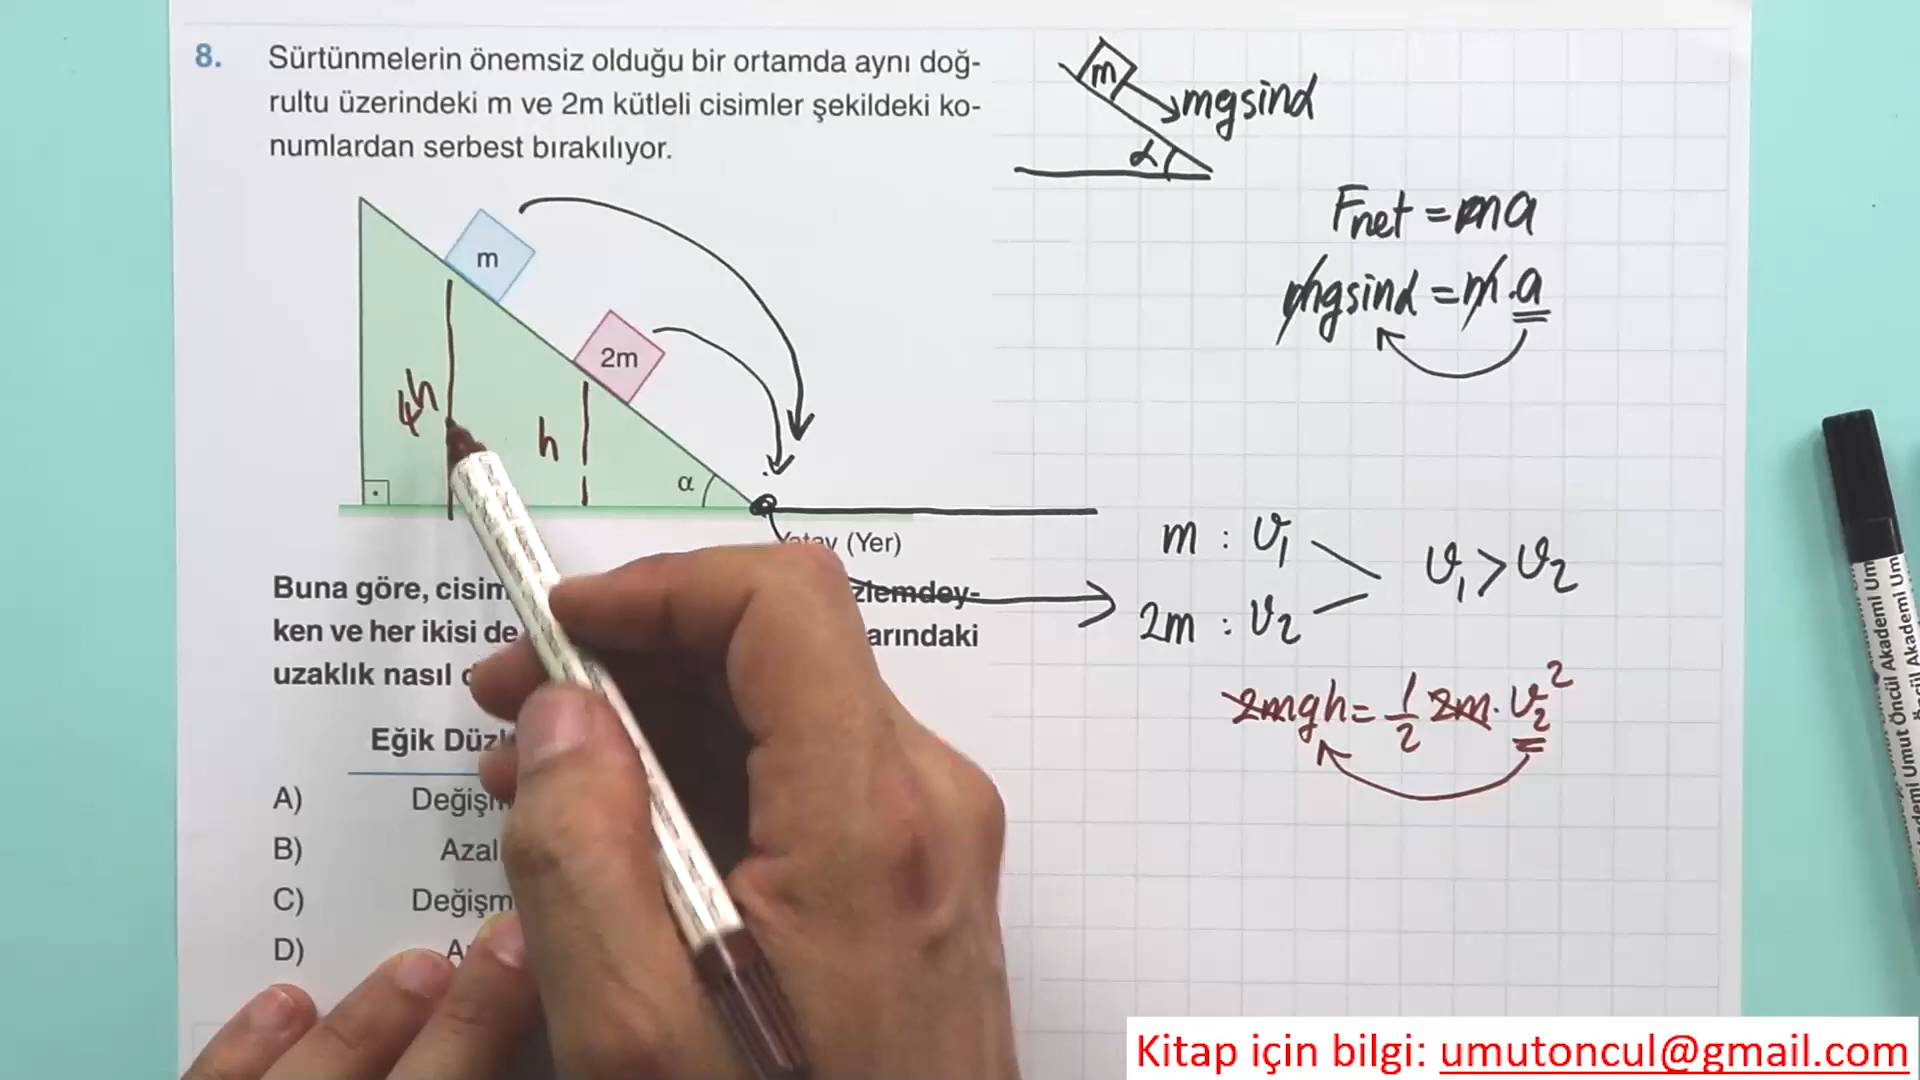 8. Sürtünmelerin önemsiz olduğu bir ortamda aynı doğ-
rultu üzerindeki m ve 2m kütleli cisimler şekildeki ko-
numlardan serbest bırakılıyor.
m
2m
4h
h
α
(Yer)
Buna göre, cisim
zlemdey-
ken ve her ikisi de
arındaki
uzaklık nasıl
Eğik Düz
A) Değişm
B) Azal
C) Değişm
D) A
m
mgsinα
α
Fnet = ma
mgsinα = m.a
m : v₁
2m : v₂
v₁ > v₂
2mgh = 1/2 2m. v₂²
Akademi Umut Öncül Akademi Um
Kitap için bilgi: umutoncul@gmail.com